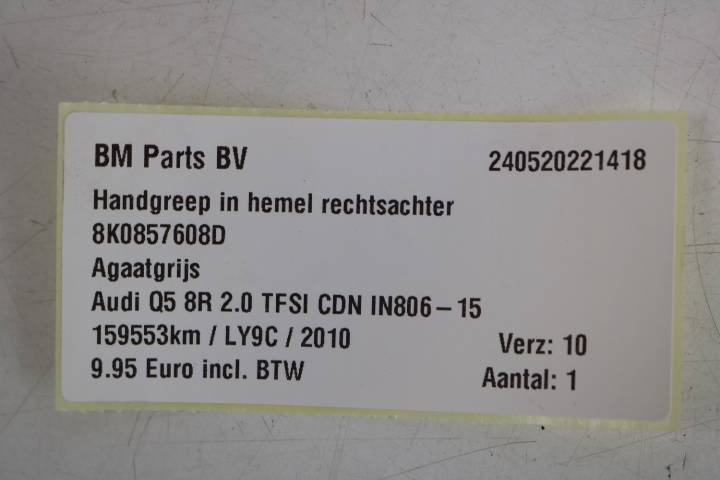 BM Parts BV 240520221418
Handgreep in hemel rechtsachter
8K0857608D
Agaatgrijs
Audi Q5 8R 2.0 TFSI CDN IN806-15
159553km / LY9C / 2010 Verz: 10
9.95 Euro incl. BTW Aantal: 1